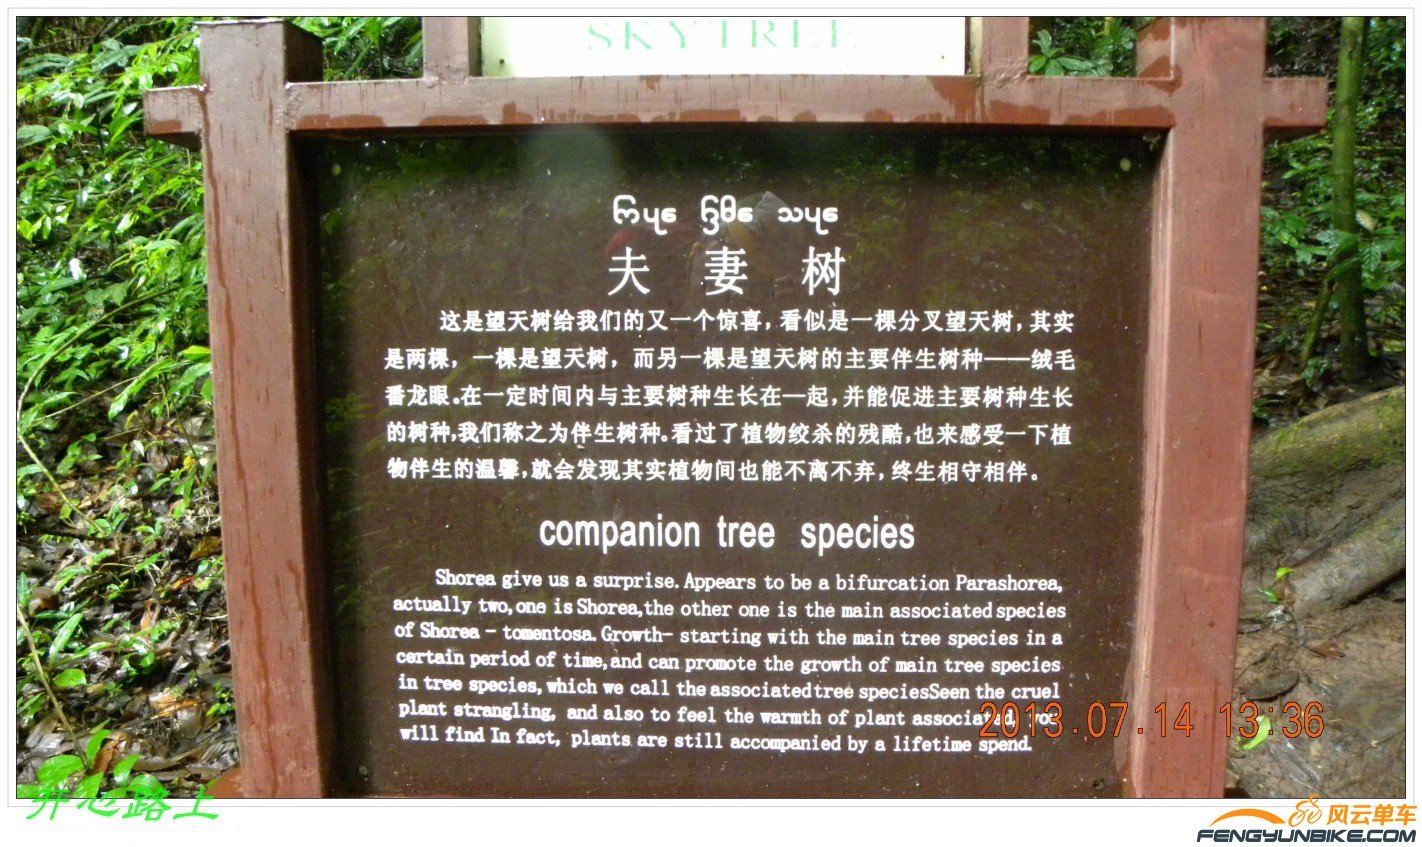 SKYTREE
夫 妻 树
这是望天树给我们的又一个惊喜，看似是一棵分叉望天树，其实
是两棵，一棵是望天树，而另一棵是望天树的主要伴生树种——绒毛
番龙眼。在一定时间内与主要树种生长在一起，并能促进主要树种生长
的树种，我们称之为伴生树种。看过了植物绞杀的残酷，也来感受一下植
物伴生的温馨，就会发现其实植物间也能不离不弃，终生相守相伴。
companion tree species
Shorea give us a surprise. Appears to be a bifurcation Parashorea,
actually two, one is Shorea, the other one is the main associated species
of Shorea - tomentosa. Growth- starting with the main tree species in a
certain period of time, and can promote the growth of main tree species
in tree species, which we call the associated tree speciesSeen the cruel
plant strangling, and also to feel the warmth of plant associated, you
will find In fact, plants are still accompanied by a lifetime spend.
2013.07.14 13:36
开心路上
风云单车
FENGYUNBIKE.COM